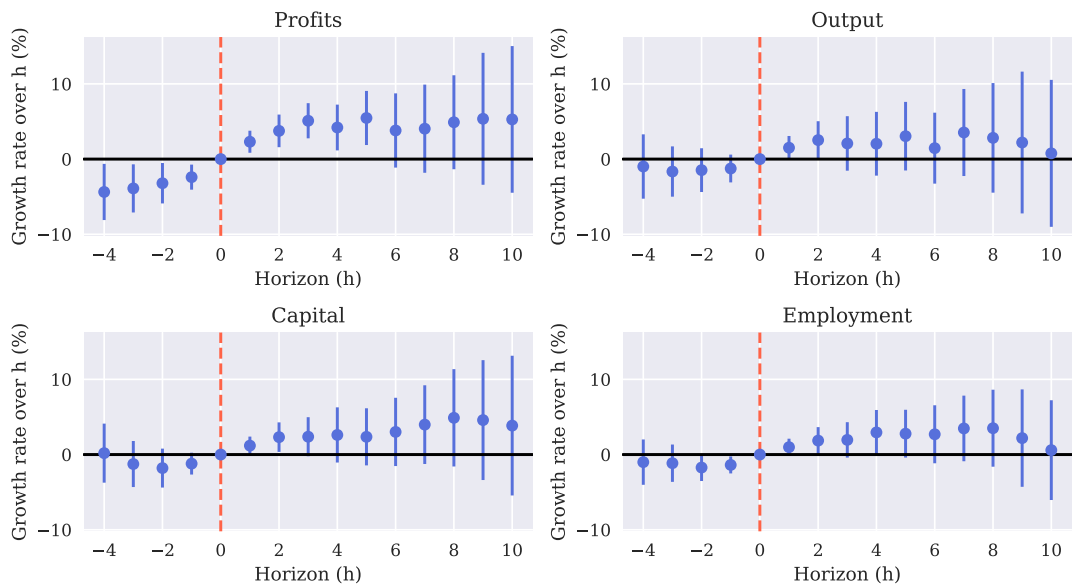 Profits
Growth rate over h (%)
10
0
−10
−4 −2 0 2 4 6 8 10
Horizon (h)
Output
Growth rate over h (%)
10
0
−10
−4 −2 0 2 4 6 8 10
Horizon (h)
Capital
Growth rate over h (%)
10
0
−10
−4 −2 0 2 4 6 8 10
Horizon (h)
Employment
Growth rate over h (%)
10
0
−10
−4 −2 0 2 4 6 8 10
Horizon (h)